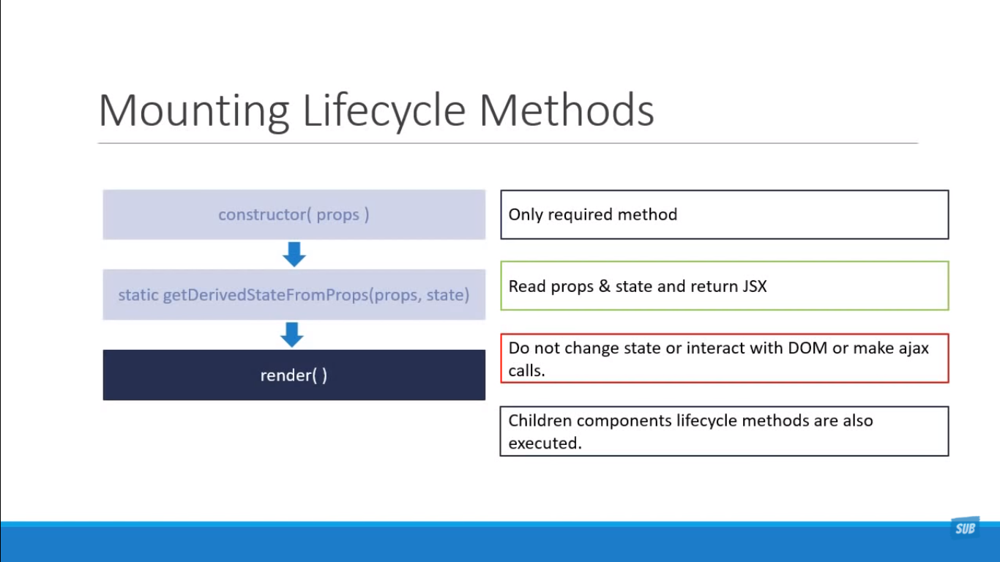 Mounting Lifecycle Methods
constructor( props )
static getDerivedStateFromProps(props, state)
render( )
Only required method
Read props & state and return JSX
Do not change state or interact with DOM or make ajax
calls.
Children components lifecycle methods are also
executed.
SUB